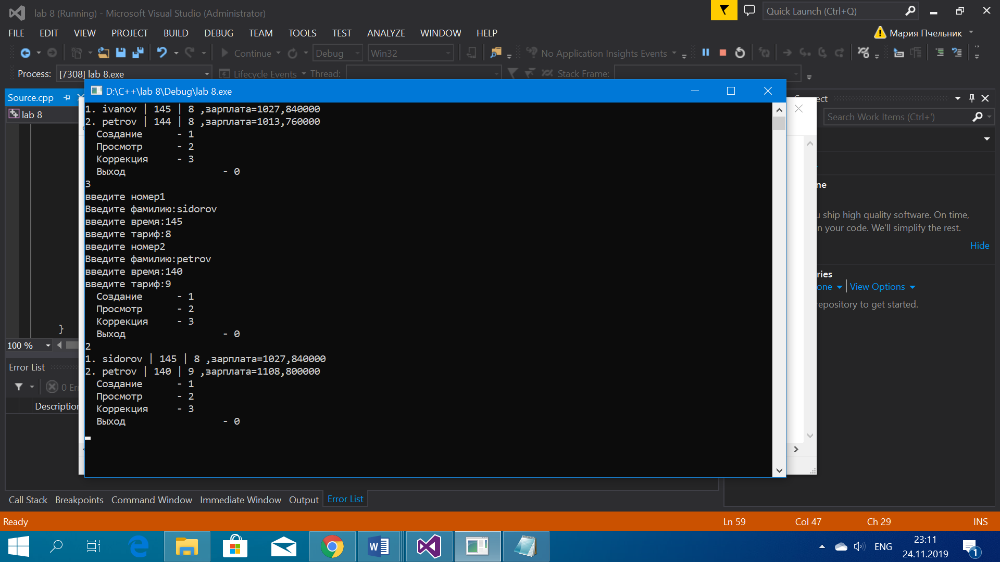 lab 8 (Running) - Microsoft Visual Studio (Administrator)
Quick Launch (Ctrl+Q)
FILE EDIT VIEW PROJECT BUILD DEBUG TEAM TOOLS TEST ANALYZE WINDOW HELP
Мария Пчельник
Continue Debug Win32 No Application Insights Events
Process: [7308] lab 8.exe Lifecycle Events Thread: Stack Frame:
Source.cpp
D:\C++\lab 8\Debug\lab 8.exe
lab 8
Search Work Items (Ctrl+')
1. ivanov | 145 | 8 ,зарплата=1027,840000
2. petrov | 144 | 8 ,зарплата=1013,760000
Создание - 1
Просмотр - 2
Коррекция - 3
Выход - 0
3
введите номер1
Введите фамилию:sidorov
введите время:145
введите тариф:8
введите номер2
Введите фамилию:petrov
введите время:140
введите тариф:9
Создание - 1
Просмотр - 2
Коррекция - 3
Выход - 0
2
1. sidorov | 145 | 8 ,зарплата=1027,840000
2. petrov | 140 | 9 ,зарплата=1108,800000
Создание - 1
Просмотр - 2
Коррекция - 3
Выход - 0
ne
ship high quality software. On time,
n your code. We'll simplify the rest.
Hide
ries
one View Options
repository to get started.
}
100 %
Error List
0 Er
Description
Call Stack Breakpoints Command Window Immediate Window Output Error List
Ready Ln 59 Col 47 Ch 29 INS
ENG
23:11
24.11.2019
1